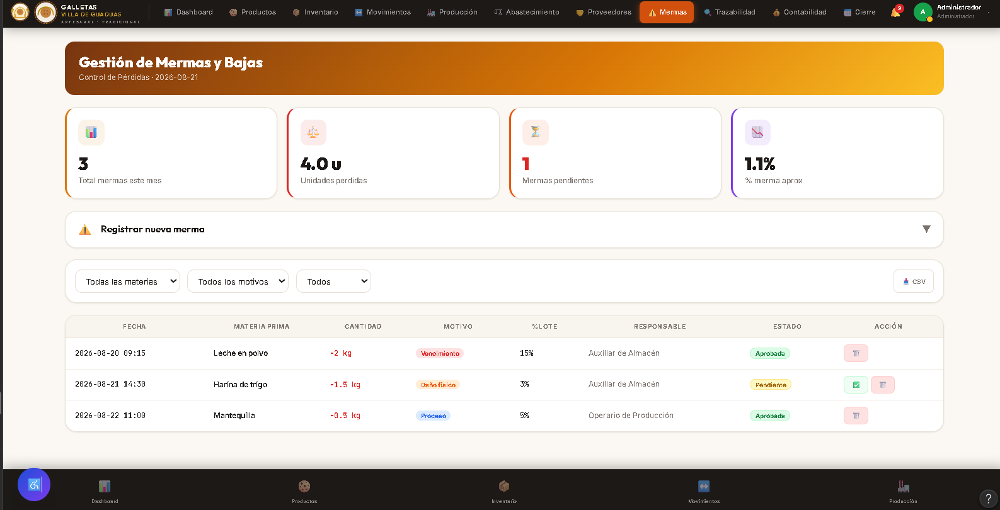 GALLETAS
VILLA DE GUADUAS
ARTESANAL · TRADICIONAL
Dashboard Productos Inventario Movimientos Producción Abastecimiento Proveedores Mermas Trazabilidad Contabilidad Cierre 3 A Administrador
Administrador
Gestión de Mermas y Bajas
Control de Pérdidas · 2026-08-21
3
Total mermas este mes
4.0 u
Unidades perdidas
1
Mermas pendientes
1.1%
% merma aprox
Registrar nueva merma
Todas las materias Todos los motivos Todos CSV
FECHA MATERIA PRIMA CANTIDAD MOTIVO %LOTE RESPONSABLE ESTADO ACCIÓN
2026-08-20 09:15 Leche en polvo -2 kg Vencimiento 15% Auxiliar de Almacén Aprobada
2026-08-21 14:30 Harina de trigo -1.5 kg Daño físico 3% Auxiliar de Almacén Pendiente
2026-08-22 11:00 Mantequilla -0.5 kg Proceso 5% Operario de Producción Aprobada
Dashboard Productos Inventario Movimientos Producción
?